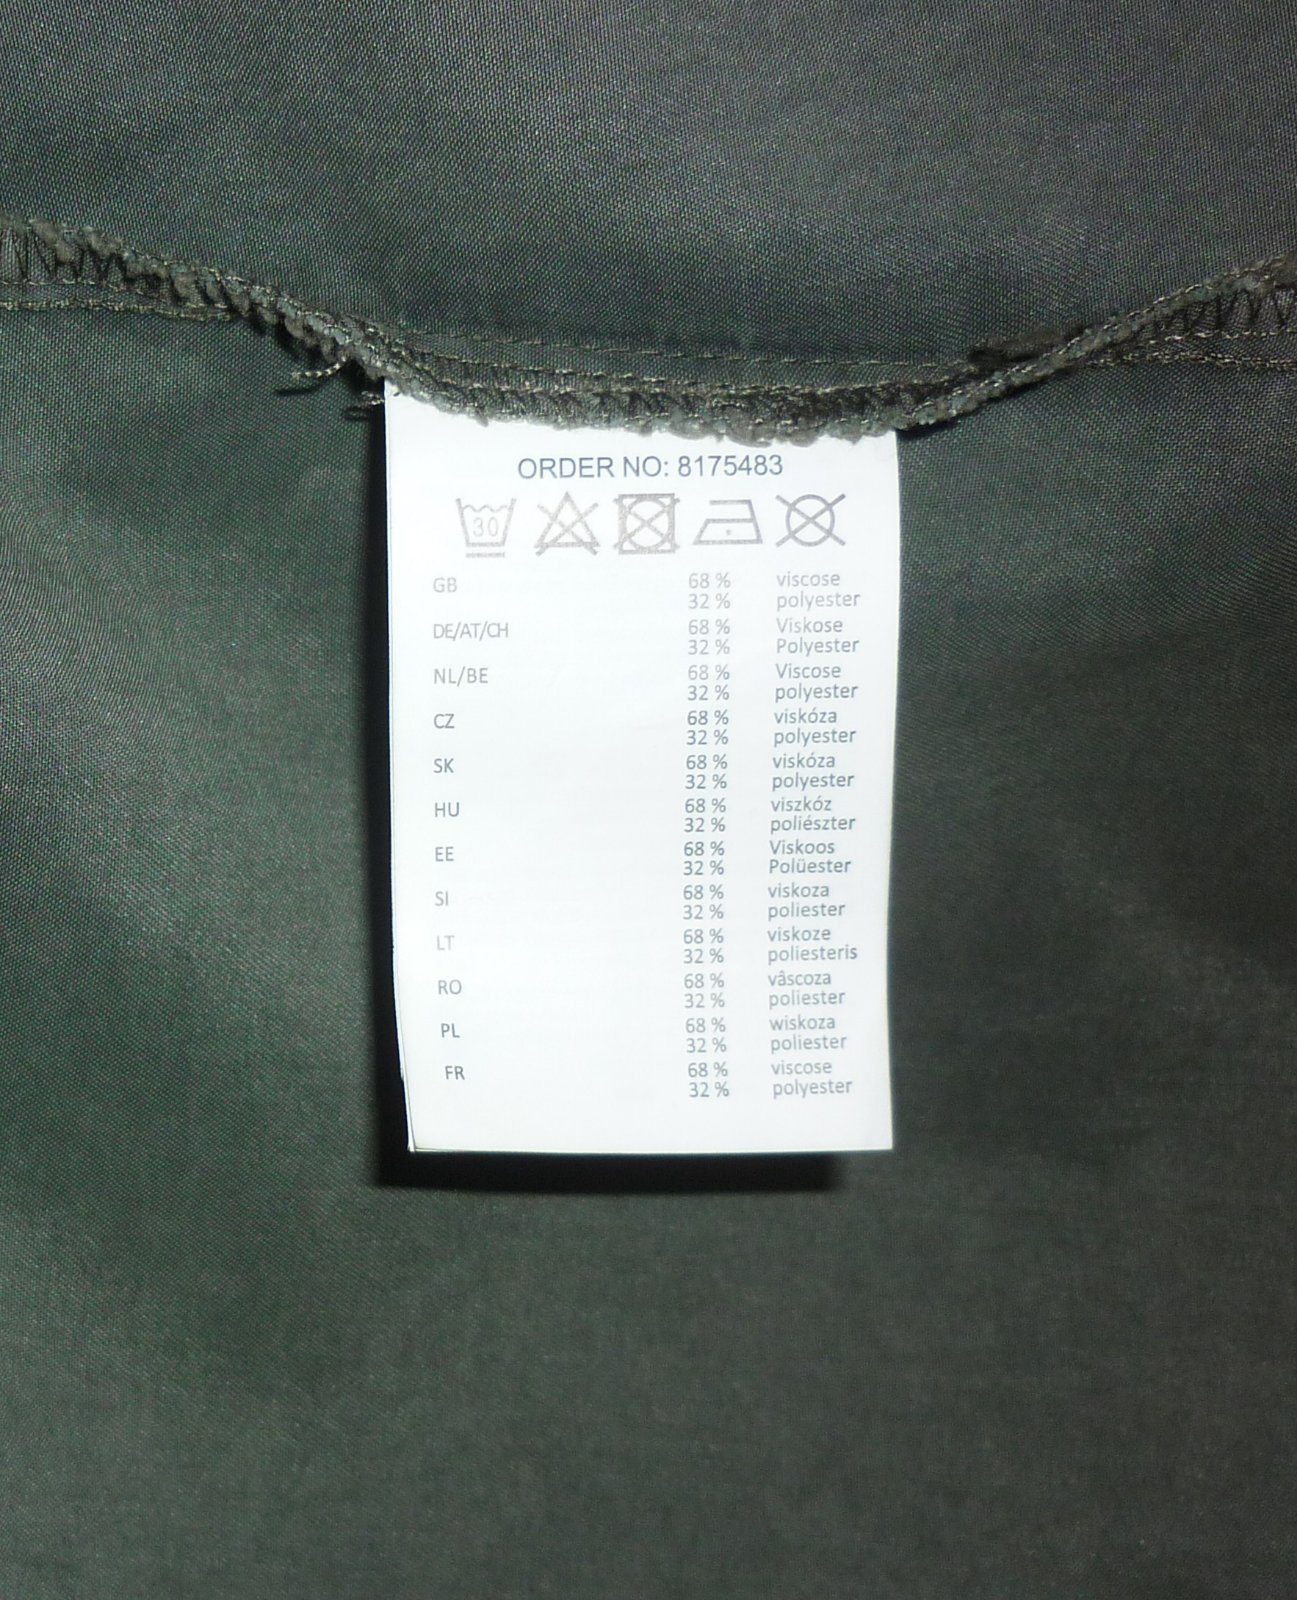 ORDER NO: 8175483
30
GB 68 % viscose
32 % polyester
DE/AT/CH 68 % Viskose
32 % Polyester
NL/BE 68 % Viscose
32 % polyester
CZ 68 % viskóza
32 % polyester
SK 68 % viskóza
32 % polyester
HU 68 % viszkóz
32 % poliészter
EE 68 % Viskoos
32 % Polüester
SI 68 % viskoza
32 % poliester
LT 68 % viskoze
32 % poliesteris
RO 68 % vâscoza
32 % poliester
PL 68 % wiskoza
32 % poliester
FR 68 % viscose
32 % polyester